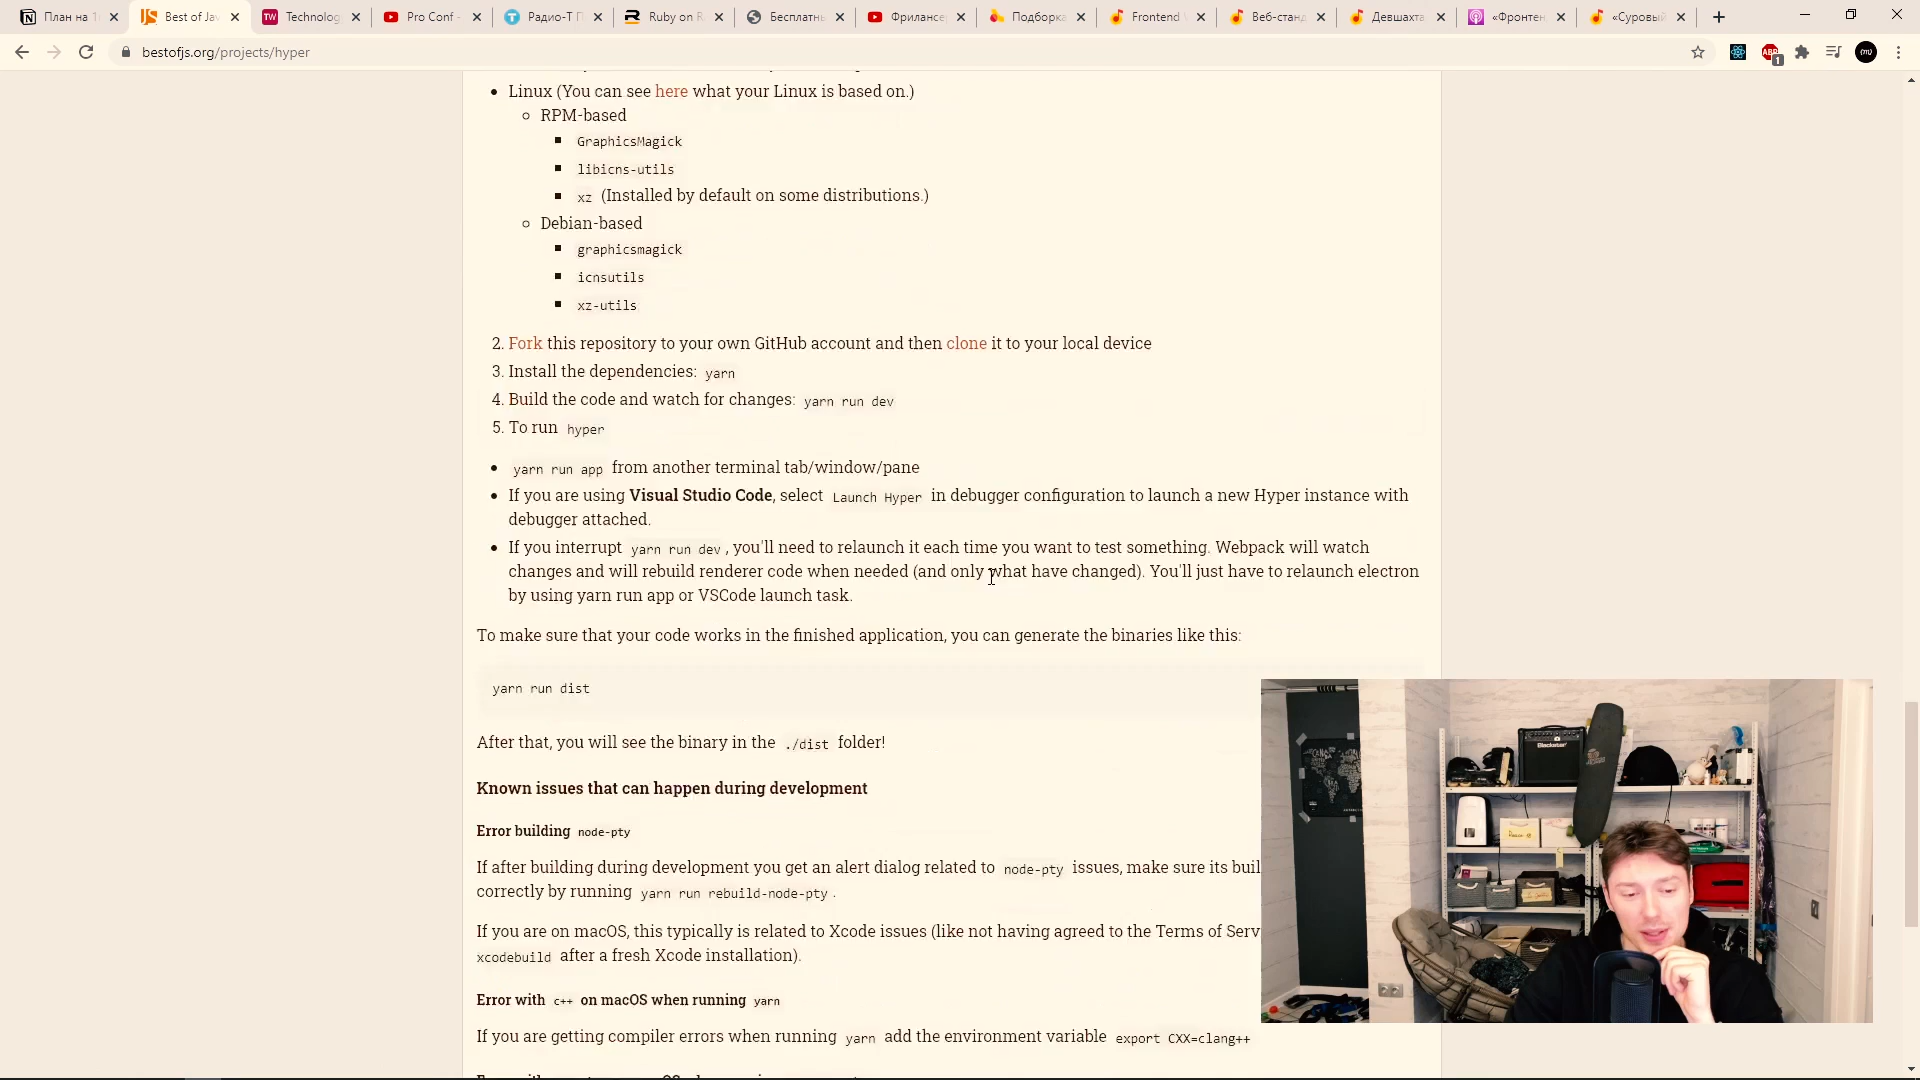 План на Т
Best of Jav
Technolog
Pro Conf -
Радио-Т П
Ruby on R
Бесплатны
Фрилансе
Подборка
Frontend
Веб-станд
Девшахта
«Фронтен
«Суровый
bestofjs.org/projects/hyper
ABP
1
(m)
Linux (You can see here what your Linux is based on.)
RPM-based
GraphicsMagick
libicns-utils
xz (Installed by default on some distributions.)
Debian-based
graphicsmagick
icnsutils
xz-utils
2. Fork this repository to your own GitHub account and then clone it to your local device
3. Install the dependencies: yarn
4. Build the code and watch for changes: yarn run dev
5. To run hyper
yarn run app from another terminal tab/window/pane
If you are using Visual Studio Code, select Launch Hyper in debugger configuration to launch a new Hyper instance with
debugger attached.
If you interrupt yarn run dev, you'll need to relaunch it each time you want to test something. Webpack will watch
changes and will rebuild renderer code when needed (and only what have changed). You'll just have to relaunch electron
by using yarn run app or VSCode launch task.
To make sure that your code works in the finished application, you can generate the binaries like this:
yarn run dist
After that, you will see the binary in the ./dist folder!
Known issues that can happen during development
Error building node-pty
If after building during development you get an alert dialog related to node-pty issues, make sure its buil
correctly by running yarn run rebuild-node-pty.
If you are on macOS, this typically is related to Xcode issues (like not having agreed to the Terms of Serv
xcodebuild after a fresh Xcode installation).
Error with c++ on macOS when running yarn
If you are getting compiler errors when running yarn add the environment variable export CXX=clang++
Blackstar